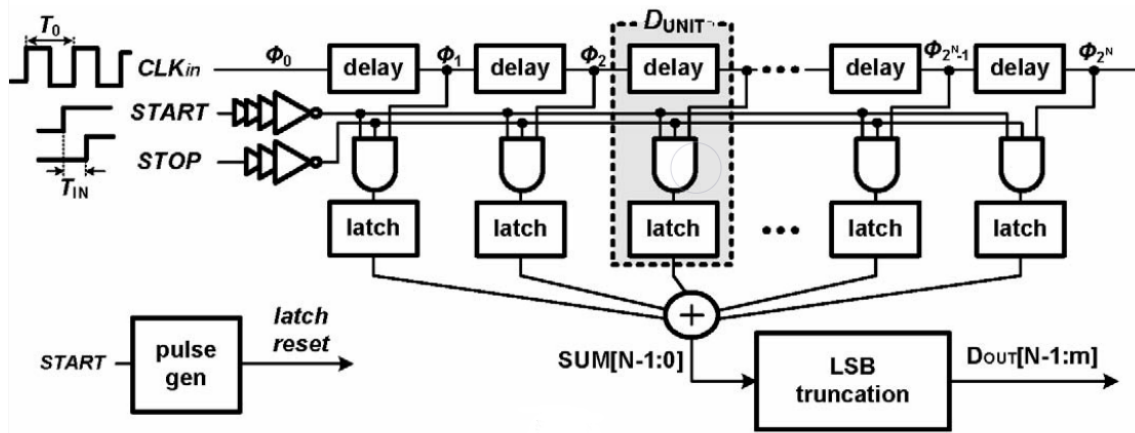 T0
DUNIT
CLKin
Φ0
delay
Φ1
delay
Φ2
delay
delay
Φ2N-1
delay
Φ2N
START
STOP
TIN
latch
latch
latch
latch
latch
START
pulse
gen
latch
reset
SUM[N-1:0]
LSB
truncation
DOUT[N-1:m]